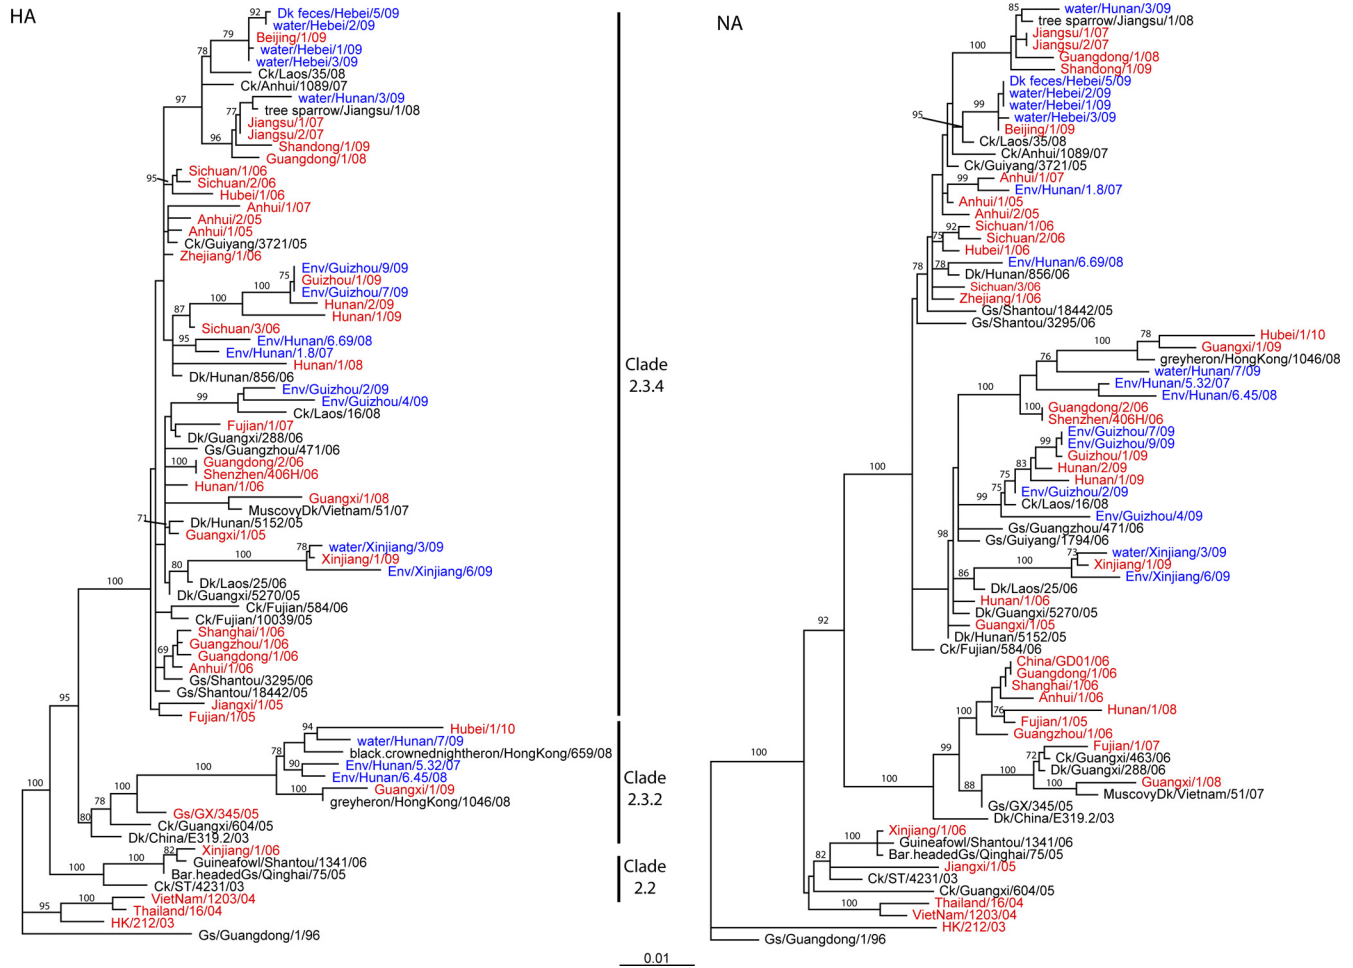 HA
92
Dk feces/Hebei/5/09
water/Hebei/2/09
79
Beijing/1/09
78
water/Hebei/1/09
water/Hebei/3/09
Ck/Laos/35/08
Ck/Anhui/1089/07
97
water/Hunan/3/09
77
tree sparrow/Jiangsu/1/08
Jiangsu/1/07
Jiangsu/2/07
96
Shandong/1/09
Guangdong/1/08
Sichuan/1/06
95
Sichuan/2/06
Hubei/1/06
Anhui/1/07
Anhui/2/05
Anhui/1/05
Ck/Guiyang/3721/05
Zhejiang/1/06
Env/Guizhou/9/09
75
Guizhou/1/09
100
Env/Guizhou/7/09
100
Hunan/2/09
87
Hunan/1/09
Sichuan/3/06
95
Env/Hunan/6.69/08
Env/Hunan/1.8/07
Hunan/1/08
Dk/Hunan/856/06
Env/Guizhou/2/09
99
Env/Guizhou/4/09
Ck/Laos/16/08
Fujian/1/07
Dk/Guangxi/288/06
Gs/Guangzhou/471/06
100
Guangdong/2/06
Shenzhen/406H/06
Hunan/1/06
Guangxi/1/08
MuscovyDk/Vietnam/51/07
71
Dk/Hunan/5152/05
Guangxi/1/05
78
water/Xinjiang/3/09
100
Xinjiang/1/09
80
Env/Xinjiang/6/09
Dk/Laos/25/06
100
Dk/Guangxi/5270/05
Ck/Fujian/584/06
Ck/Fujian/10039/05
Shanghai/1/06
Guangzhou/1/06
69
Guangdong/1/06
Anhui/1/06
Gs/Shantou/3295/06
Gs/Shantou/18442/05
95
Jiangxi/1/05
Fujian/1/05
94
Hubei/1/10
water/Hunan/7/09
78
black.crownednightheron/HongKong/659/08
90
Env/Hunan/5.32/07
100
Env/Hunan/6.45/08
100
Guangxi/1/09
greyheron/HongKong/1046/08
100
78
Gs/GX/345/05
80
Ck/Guangxi/604/05
Dk/China/E319.2/03
82
Xinjiang/1/06
100
Guineafowl/Shantou/1341/06
100
Bar.headedGs/Qinghai/75/05
Ck/ST/4231/03
100
VietNam/1203/04
95
Thailand/16/04
HK/212/03
Gs/Guangdong/1/96
Clade
2.3.4
Clade
2.3.2
Clade
2.2
0.01
NA
85
water/Hunan/3/09
tree sparrow/Jiangsu/1/08
Jiangsu/1/07
100
Jiangsu/2/07
Guangdong/1/08
Shandong/1/09
Dk feces/Hebei/5/09
water/Hebei/2/09
99
water/Hebei/1/09
95
water/Hebei/3/09
Beijing/1/09
Ck/Laos/35/08
Ck/Anhui/1089/07
Ck/Guiyang/3721/05
99
Anhui/1/07
Env/Hunan/1.8/07
Anhui/1/05
Anhui/2/05
92
Sichuan/1/06
75
Sichuan/2/06
Hubei/1/06
78
78
Env/Hunan/6.69/08
Dk/Hunan/856/06
Sichuan/3/06
Zhejiang/1/06
Gs/Shantou/18442/05
Gs/Shantou/3295/06
78
Hubei/1/10
100
Guangxi/1/09
76
greyheron/HongKong/1046/08
water/Hunan/7/09
100
Env/Hunan/5.32/07
Env/Hunan/6.45/08
100
Guangdong/2/06
Shenzhen/406H/06
Env/Guizhou/7/09
99
Env/Guizhou/9/09
83
Guizhou/1/09
Hunan/2/09
75
Hunan/1/09
75
Env/Guizhou/2/09
99
Ck/Laos/16/08
100
Env/Guizhou/4/09
98
Gs/Guangzhou/471/06
Gs/Guiyang/1794/06
73
water/Xinjiang/3/09
100
Xinjiang/1/09
86
Env/Xinjiang/6/09
Dk/Laos/25/06
Hunan/1/06
Dk/Guangxi/5270/05
92
Guangxi/1/05
Dk/Hunan/5152/05
Ck/Fujian/584/06
China/GD01/06
Guangdong/1/06
Shanghai/1/06
Anhui/1/06
100
76
Hunan/1/08
Fujian/1/05
Guangzhou/1/06
99
Fujian/1/07
100
72
Ck/Guangxi/463/06
Dk/Guangxi/288/06
100
100
88
100
Guangxi/1/08
MuscovyDk/Vietnam/51/07
Gs/GX/345/05
Dk/China/E319.2/03
Xinjiang/1/06
100
Guineafowl/Shantou/1341/06
Bar.headedGs/Qinghai/75/05
82
Jiangxi/1/05
Ck/ST/4231/03
Ck/Guangxi/604/05
100
Thailand/16/04
VietNam/1203/04
HK/212/03
Gs/Guangdong/1/96